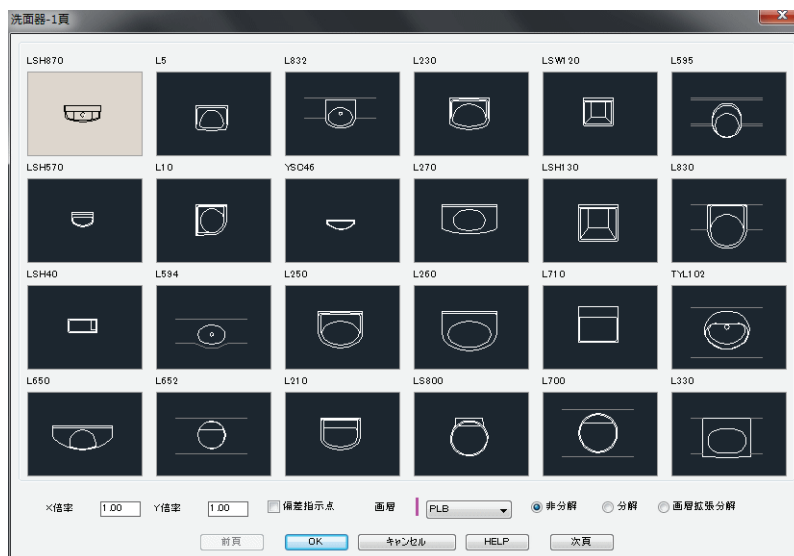 洗面器-1頁
LSH870 L5 L832 L230 LSW120 L595
LSH570 L10 YSC46 L270 LSH130 L830
LSH40 L594 L250 L260 L710 TYL102
L650 L652 L210 LS800 L700 L330
X倍率 1.00 Y倍率 1.00 偏差指示点 画層 PLB 非分解 分解 画層拡張分解
前頁 OK キャンセル HELP 次頁